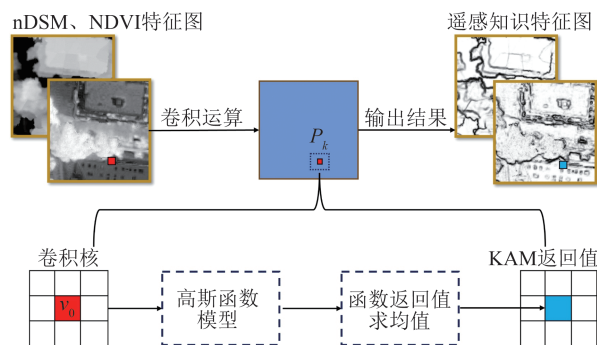 nDSM、NDVI特征图
遥感知识特征图
卷积运算
输出结果
Pk
卷积核
KAM返回值
v0
高斯函数
模型
函数返回值
求均值